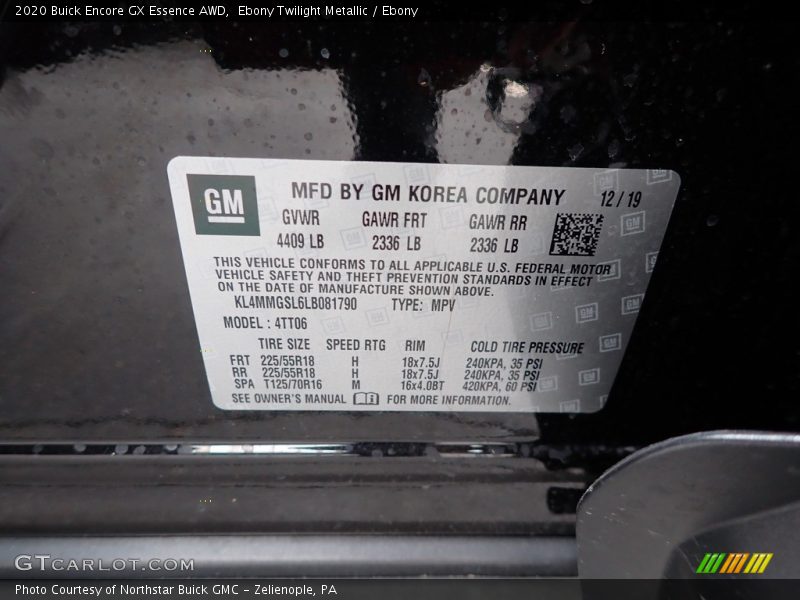 2020 Buick Encore GX Essence AWD, Ebony Twilight Metallic / Ebony
GM MFD BY GM KOREA COMPANY 12/19
GVWR GAWR FRT GAWR RR
4409 LB 2336 LB 2336 LB
THIS VEHICLE CONFORMS TO ALL APPLICABLE U.S. FEDERAL MOTOR
VEHICLE SAFETY AND THEFT PREVENTION STANDARDS IN EFFECT
ON THE DATE OF MANUFACTURE SHOWN ABOVE.
KL4MMGSL6LB081790 TYPE: MPV
MODEL : 4TT06
TIRE SIZE SPEED RTG RIM COLD TIRE PRESSURE
FRT 225/55R18 H 18x7.5J 240KPA, 35 PSI
RR 225/55R18 H 18x7.5J 240KPA, 35 PSI
SPA T125/70R16 M 16x4.0BT 420KPA, 60 PSI
SEE OWNER'S MANUAL FOR MORE INFORMATION.
GTCARLOT.COM
Photo Courtesy of Northstar Buick GMC - Zelienople, PA